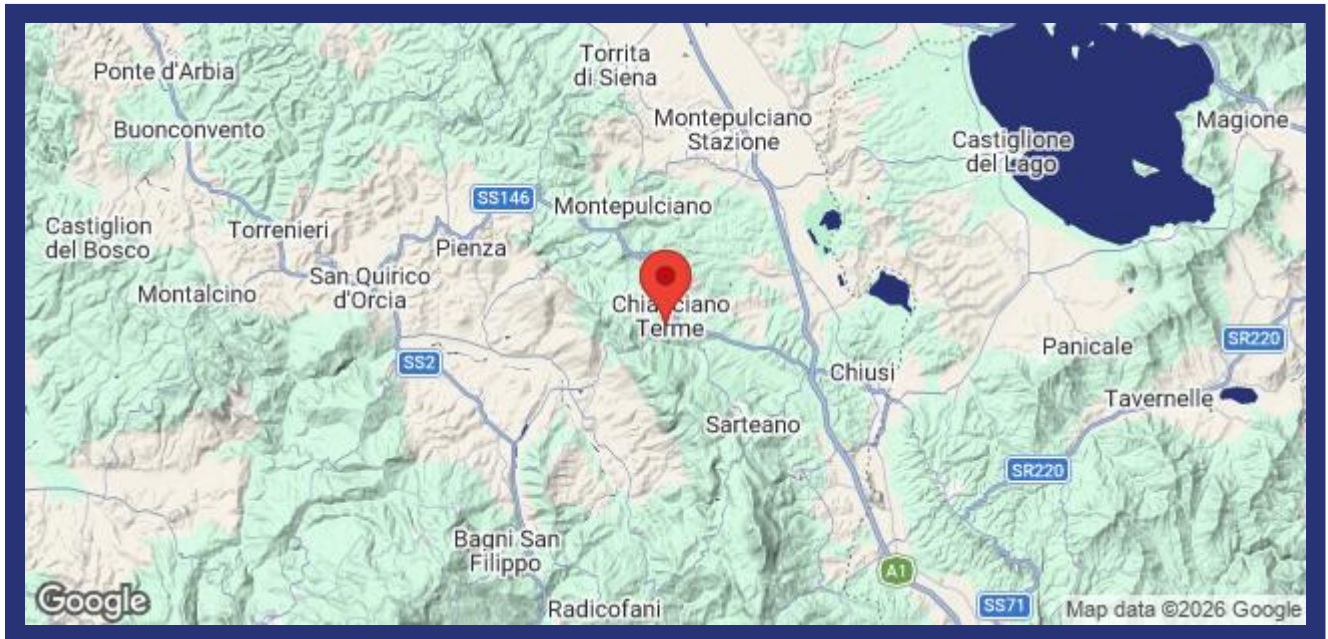 Torrita
di Siena
Ponte d'Arbia
Montepulciano
Stazione
Magione
Buonconvento
Castiglione
del Lago
SS146
Montepulciano
Castiglion
del Bosco
Torrenieri
Pienza
San Quirico
d'Orcia
Montalcino
Chianciano
Terme
SR220
Panicale
SS2
Chiusi
Tavernelle
Sarteano
SR220
Bagni San
Filippo
A1
Google
Radicofani
SS71
Map data ©2026 Google